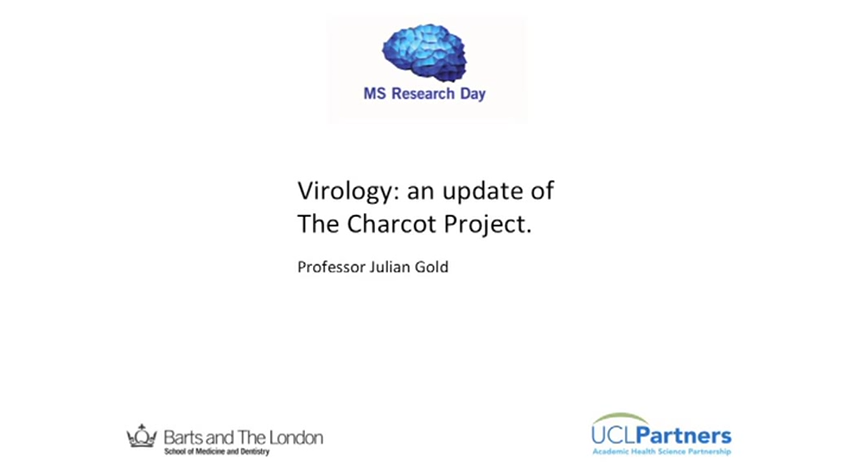 MS Research Day
Virology: an update of
The Charcot Project.
Professor Julian Gold
Barts and The London
School of Medicine and Dentistry
UCLPartners
Academic Health Science Partnership